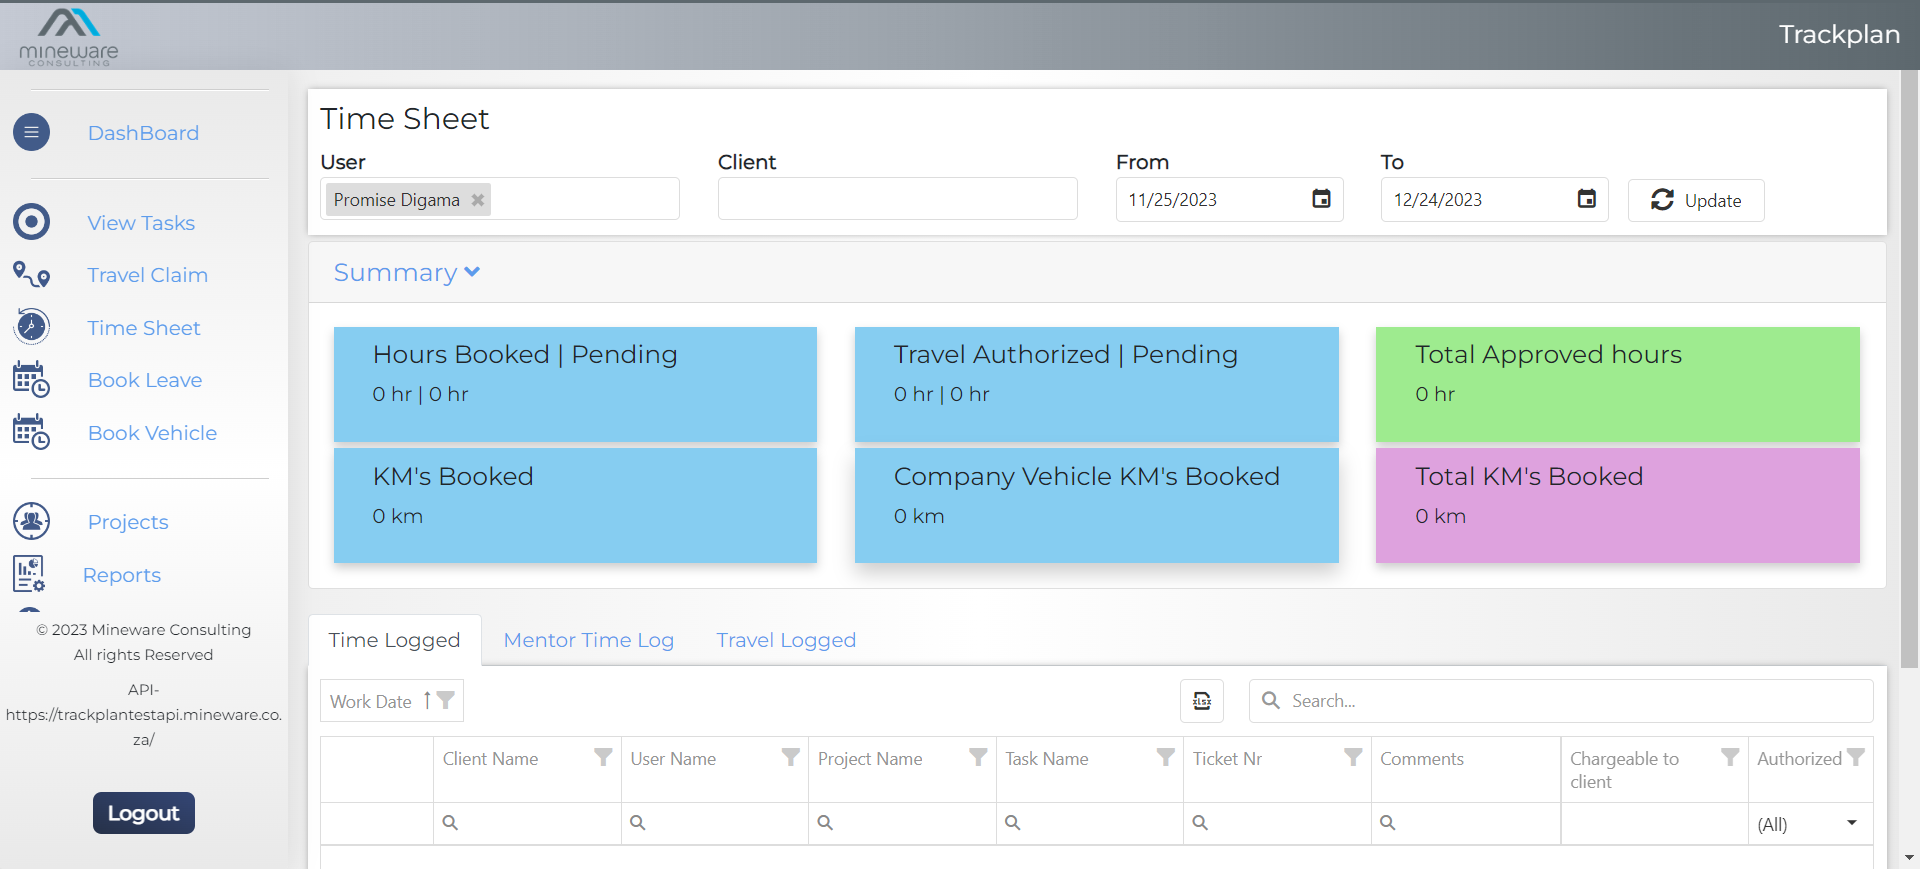 mineware
CONSULTING
Trackplan
DashBoard
View Tasks
Travel Claim
Time Sheet
Book Leave
Book Vehicle
Projects
Reports
© 2023 Mineware Consulting
All rights Reserved
API-
https://trackplantestapi.mineware.co.
za/
Logout
Time Sheet
User
Client
From
To
Promise Digama
11/25/2023
12/24/2023
Update
Summary
Hours Booked | Pending
0 hr | 0 hr
Travel Authorized | Pending
0 hr | 0 hr
Total Approved hours
0 hr
KM's Booked
0 km
Company Vehicle KM's Booked
0 km
Total KM's Booked
0 km
Time Logged
Mentor Time Log
Travel Logged
Work Date
xlsx
Search...
Client Name
User Name
Project Name
Task Name
Ticket Nr
Comments
Chargeable to
client
Authorized
(All)